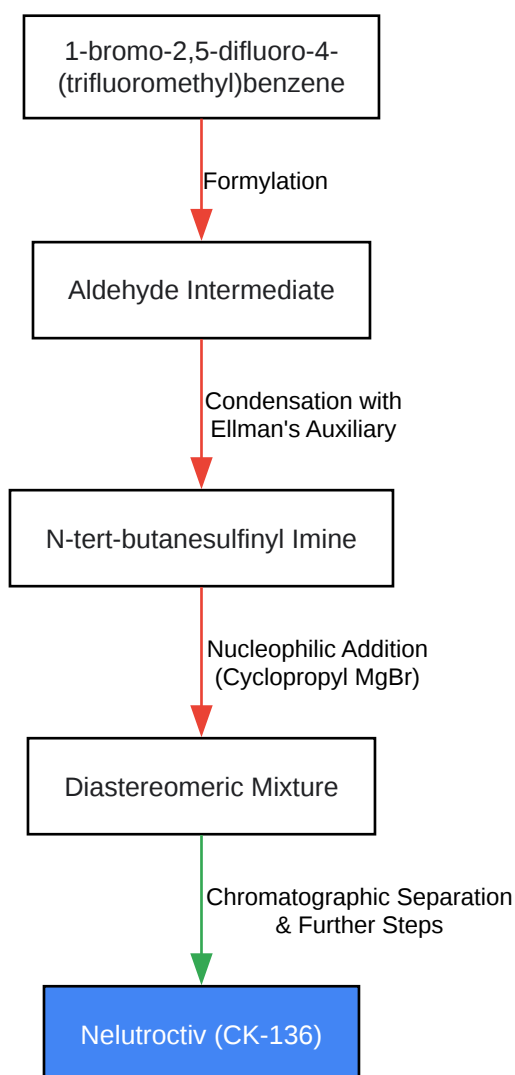 1-bromo-2,5-difluoro-4-
(trifluoromethyl)benzene
Formylation
Aldehyde Intermediate
Condensation with
Ellman's Auxiliary
N-tert-butanesulfinyl Imine
Nucleophilic Addition
(Cyclopropyl MgBr)
Diastereomeric Mixture
Chromatographic Separation
& Further Steps
Nelutroctiv (CK-136)